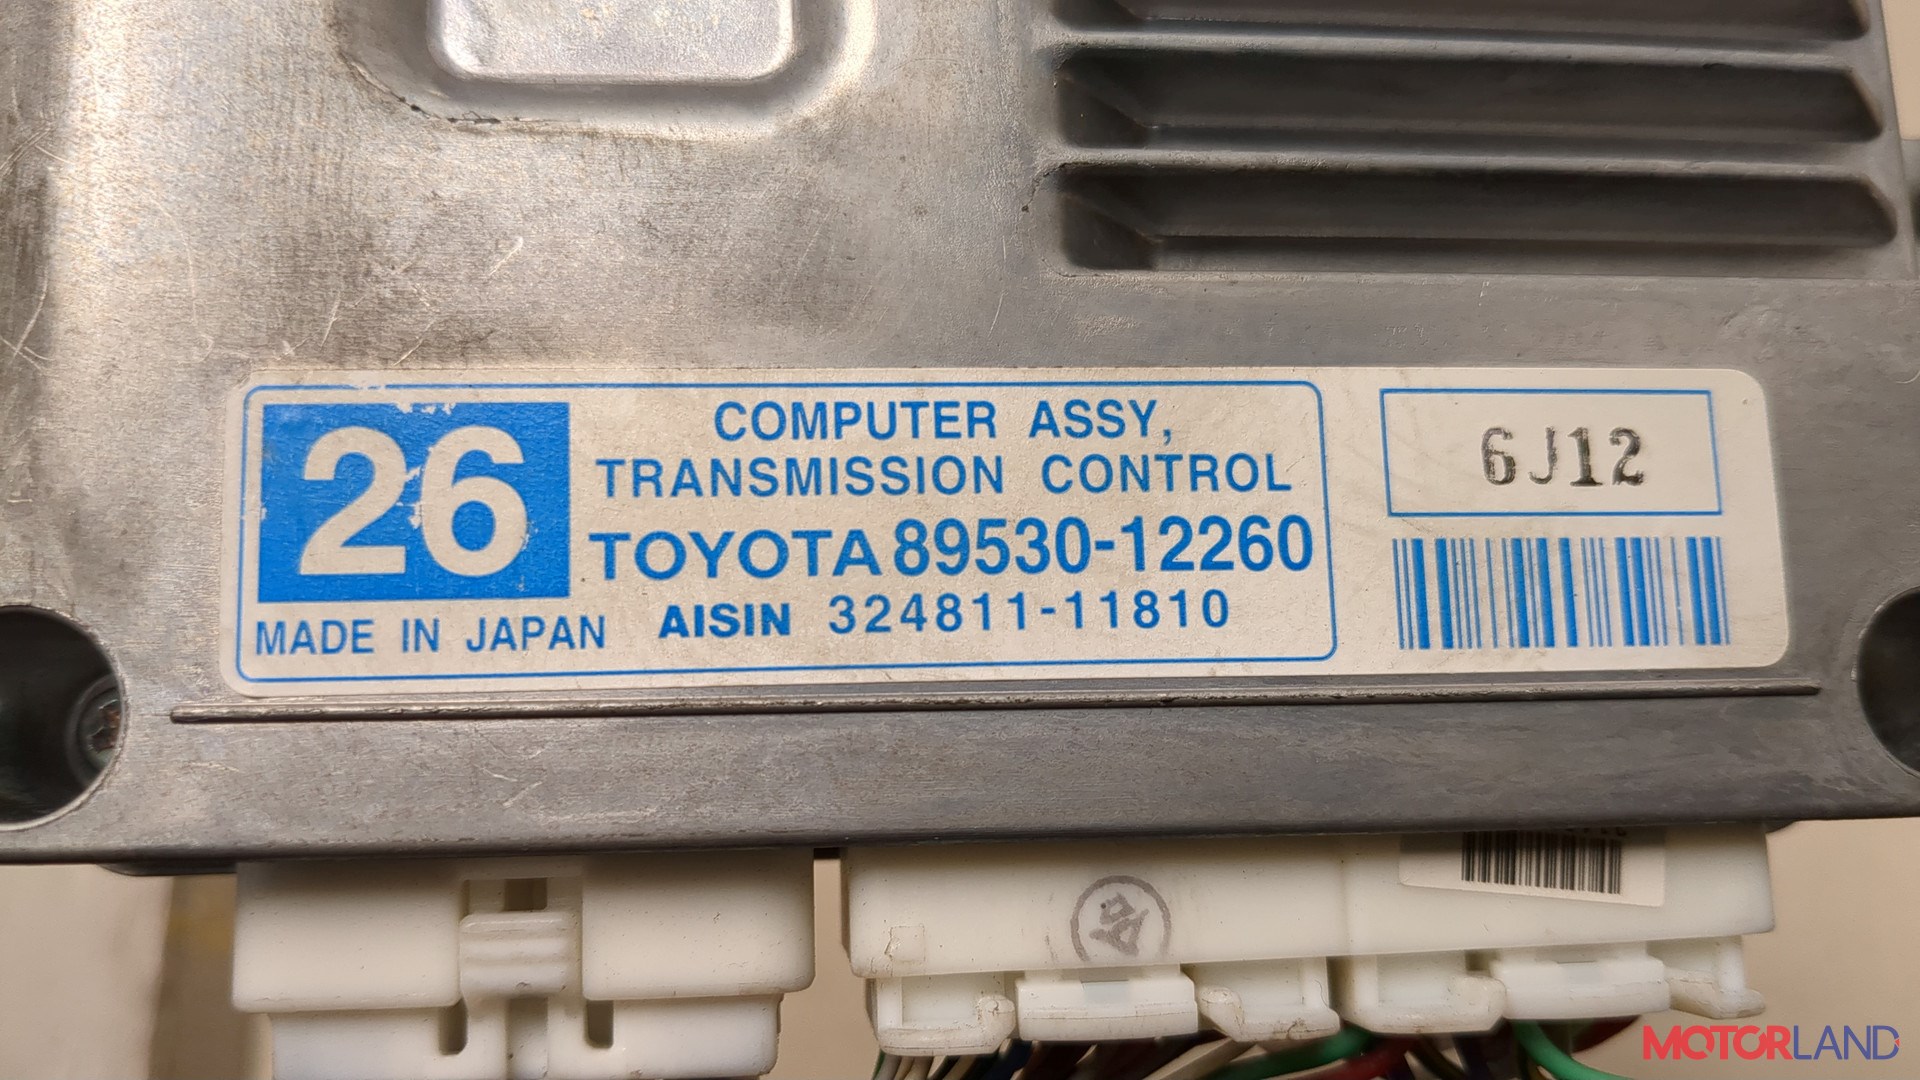 26
COMPUTER ASSY,
TRANSMISSION CONTROL
TOYOTA 89530-12260
MADE IN JAPAN
AISIN 324811-11810
6J12
MOTORLAND